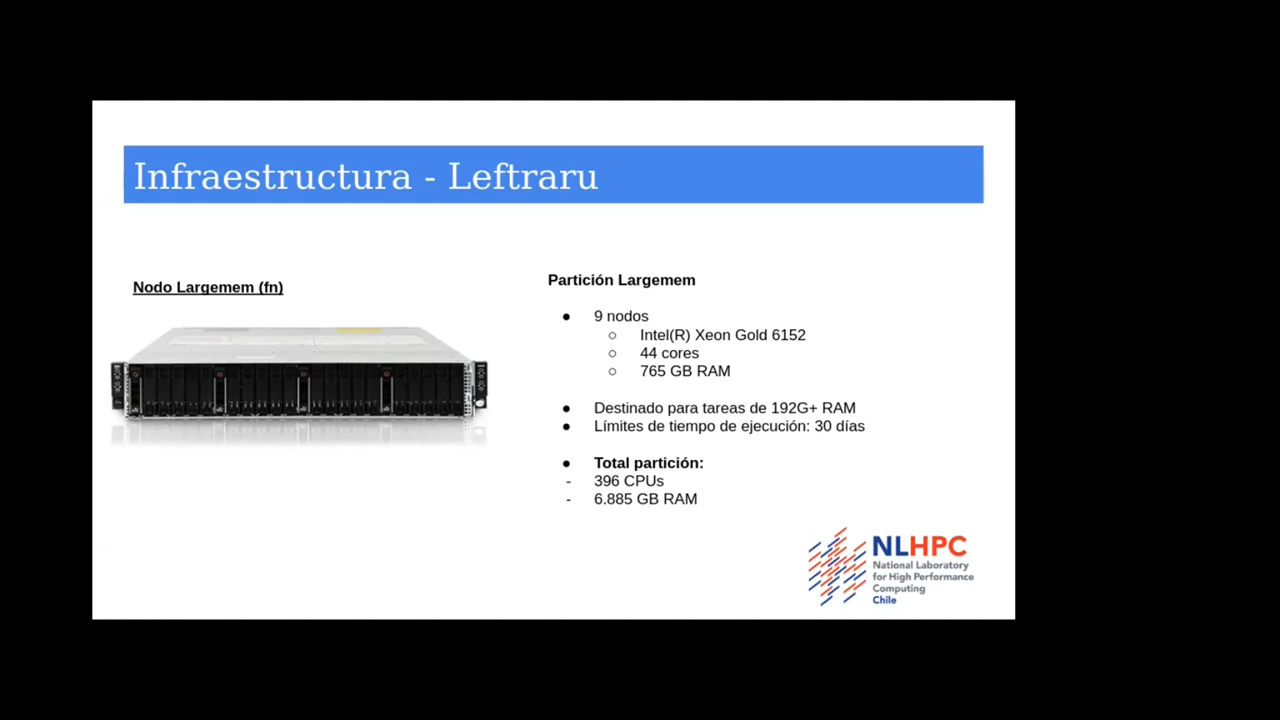 Infraestructura - Leftraru
Nodo Largemem (fn)
Partición Largemem
● 9 nodos
○ Intel(R) Xeon Gold 6152
○ 44 cores
○ 765 GB RAM
● Destinado para tareas de 192G+ RAM
● Límites de tiempo de ejecución: 30 días
● Total partición:
- 396 CPUs
- 6.885 GB RAM
NLHPC
National Laboratory
for High Performance
Computing
Chile